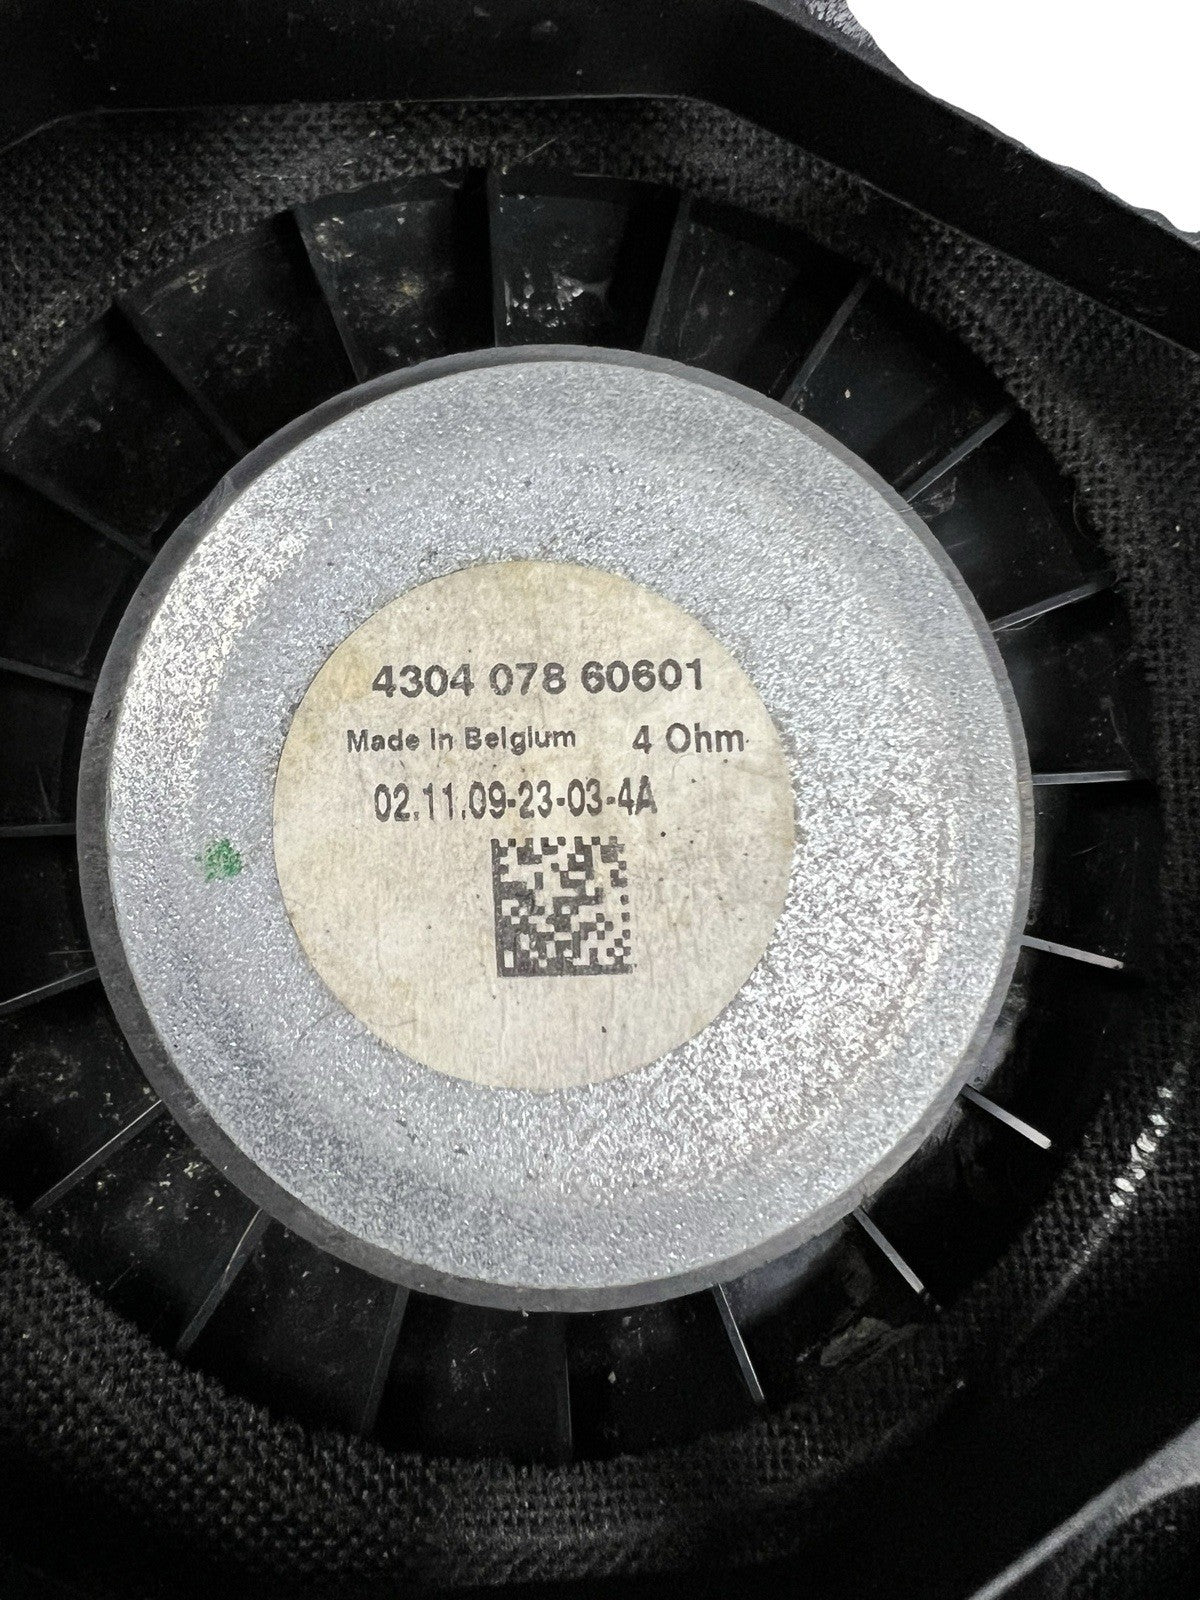 4304 078 60601
Made In Belgium 4 Ohm
02.11.09-23-03-4A